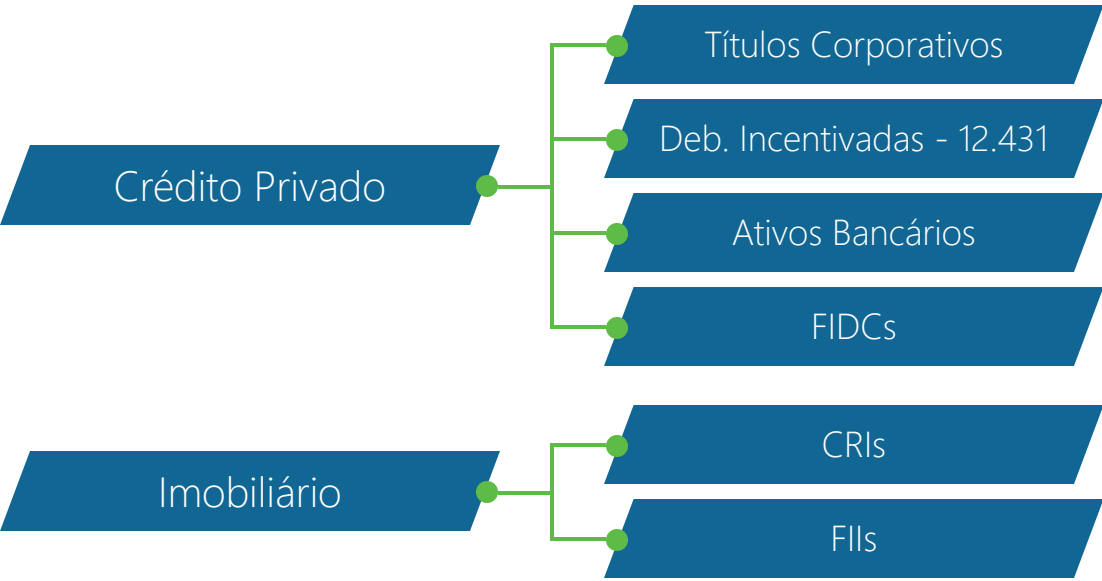 Crédito Privado
Títulos Corporativos
Deb. Incentivadas - 12.431
Ativos Bancários
FIDCs
Imobiliário
CRIs
FIIs